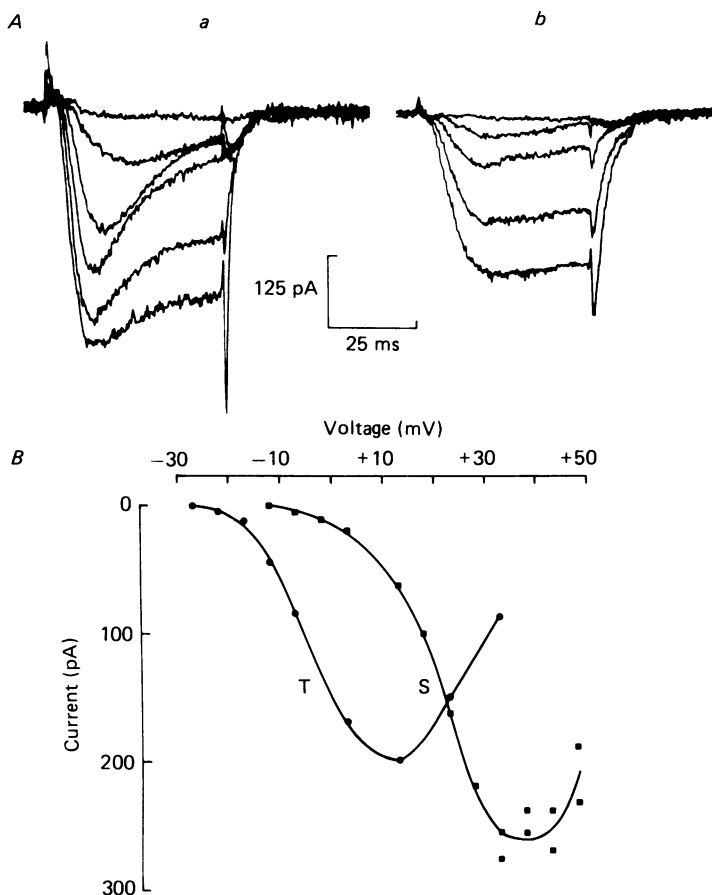 A
a
b
125 pA
25 ms
Voltage (mV)
B
−30 −10 +10 +30 +50
0
100
200
300
Current (pA)
T
S